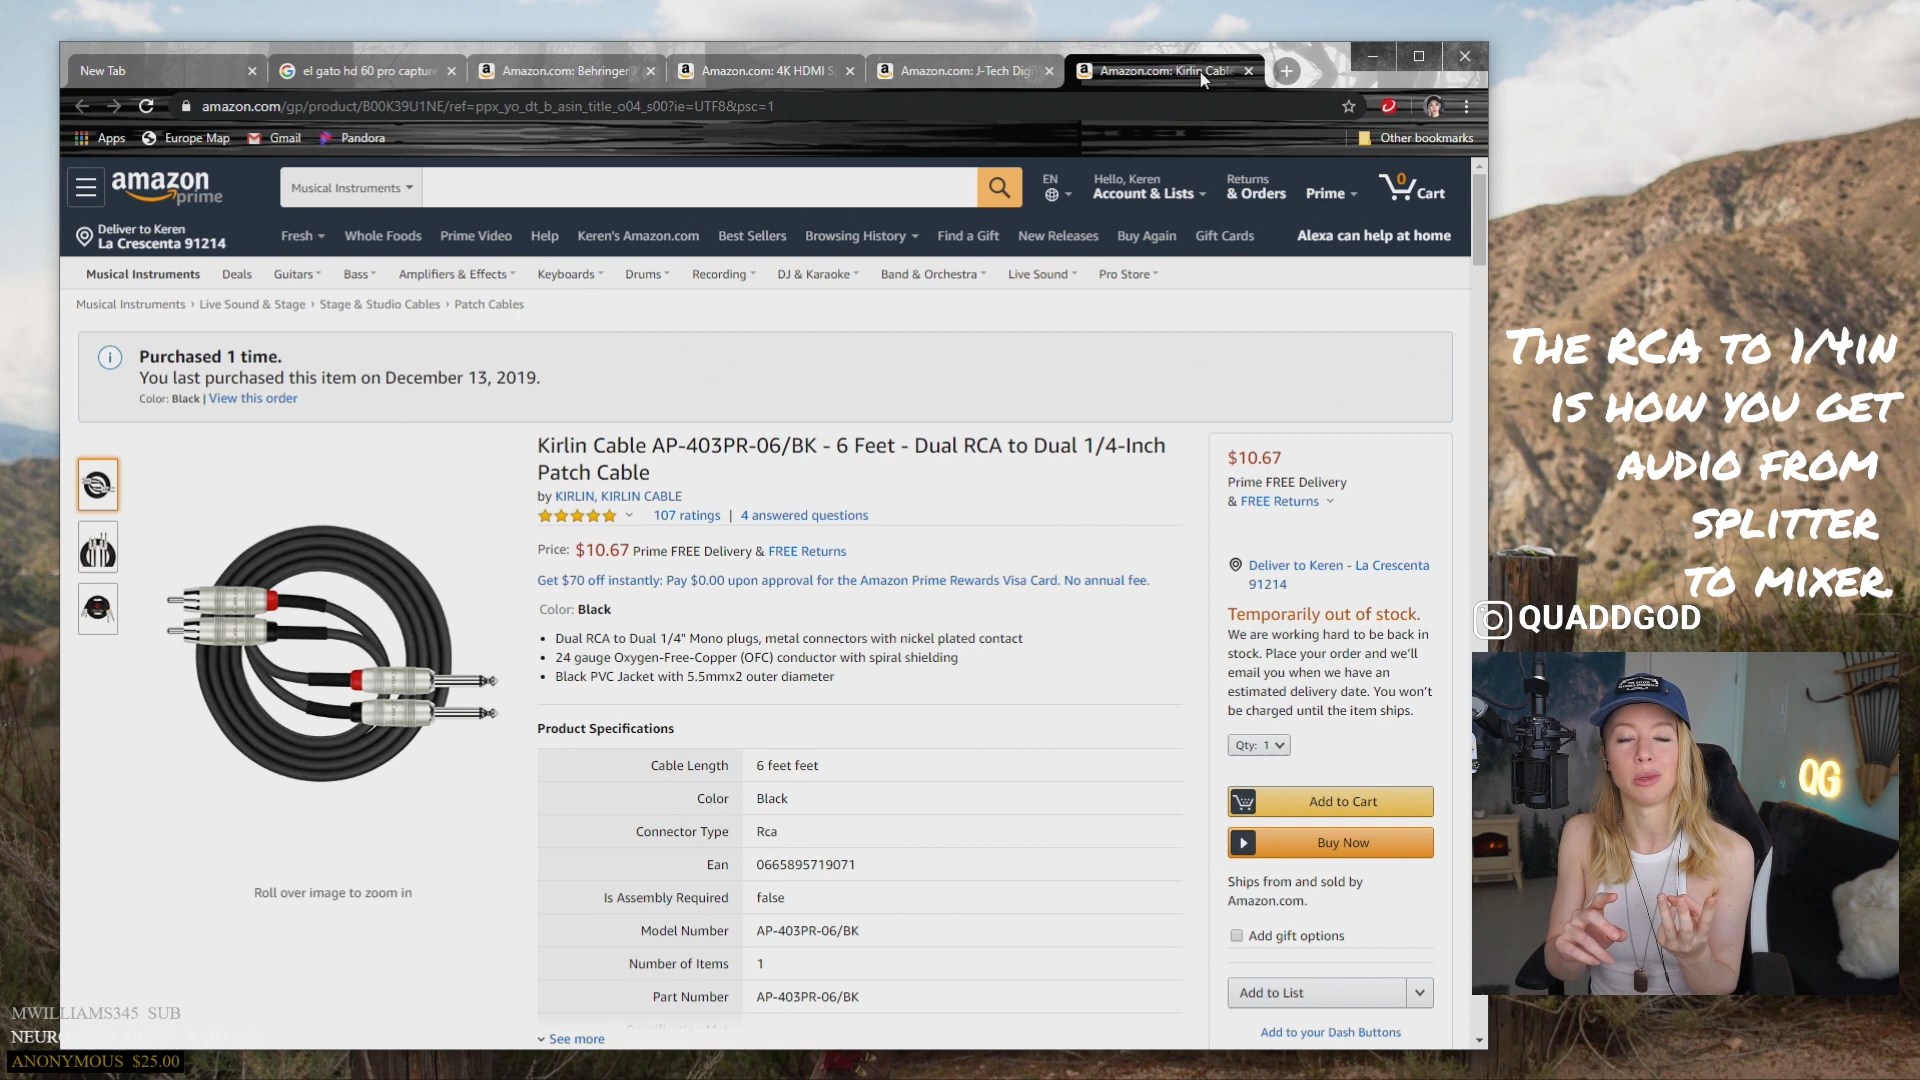 New Tab
el gato hd 60 pro capture
Amazon.com: Behringer
Amazon.com: 4K HDMI S
Amazon.com: J-Tech Digi
Amazon.com: Kirlin Cable
amazon.com/gp/product/B00K39U1NE/ref=ppx_yo_dt_b_asin_title_o04_s00?ie=UTF8&psc=1
Apps
Europe Map
Gmail
Pandora
Other bookmarks
amazon prime
Musical Instruments
EN
Hello, Keren
Account & Lists
Returns
& Orders
Prime
0
Cart
Deliver to Keren
La Crescenta 91214
Fresh
Whole Foods
Prime Video
Help
Keren's Amazon.com
Best Sellers
Browsing History
Find a Gift
New Releases
Buy Again
Gift Cards
Alexa can help at home
Musical Instruments
Deals
Guitars
Bass
Amplifiers & Effects
Keyboards
Drums
Recording
DJ & Karaoke
Band & Orchestra
Live Sound
Pro Store
Musical Instruments › Live Sound & Stage › Stage & Studio Cables › Patch Cables
Purchased 1 time.
You last purchased this item on December 13, 2019.
Color: Black | View this order
Kirlin Cable AP-403PR-06/BK - 6 Feet - Dual RCA to Dual 1/4-Inch
Patch Cable
by KIRLIN, KIRLIN CABLE
107 ratings | 4 answered questions
Price: $10.67 Prime FREE Delivery & FREE Returns
Get $70 off instantly: Pay $0.00 upon approval for the Amazon Prime Rewards Visa Card. No annual fee.
Color: Black
• Dual RCA to Dual 1/4" Mono plugs, metal connectors with nickel plated contact
• 24 gauge Oxygen-Free-Copper (OFC) conductor with spiral shielding
• Black PVC Jacket with 5.5mmx2 outer diameter
Product Specifications
Cable Length 6 feet feet
Color Black
Connector Type Rca
Ean 0665895719071
Is Assembly Required false
Model Number AP-403PR-06/BK
Number of Items 1
Part Number AP-403PR-06/BK
See more
Roll over image to zoom in
$10.67
Prime FREE Delivery
& FREE Returns
Deliver to Keren - La Crescenta
91214
Temporarily out of stock.
We are working hard to be back in
stock. Place your order and we'll
email you when we have an
estimated delivery date. You won't
be charged until the item ships.
Qty: 1
Add to Cart
Buy Now
Ships from and sold by
Amazon.com.
Add gift options
Add to List
Add to your Dash Buttons
THE RCA TO 1/4IN
IS HOW YOU GET
AUDIO FROM
SPLITTER
TO MIXER.
QUADDGOD
QG
MWILLIAMS345 SUB
ANONYMOUS $25.00